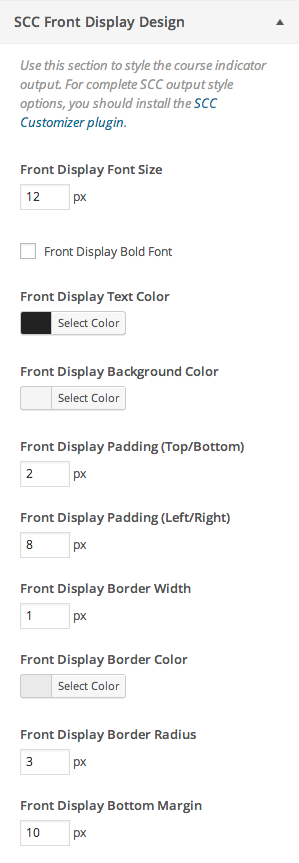 SCC Front Display Design
Use this section to style the course indicator
output. For complete SCC output style
options, you should install the SCC
Customizer plugin.
Front Display Font Size
12 px
Front Display Bold Font
Front Display Text Color
Select Color
Front Display Background Color
Select Color
Front Display Padding (Top/Bottom)
2 px
Front Display Padding (Left/Right)
8 px
Front Display Border Width
1 px
Front Display Border Color
Select Color
Front Display Border Radius
3 px
Front Display Bottom Margin
10 px